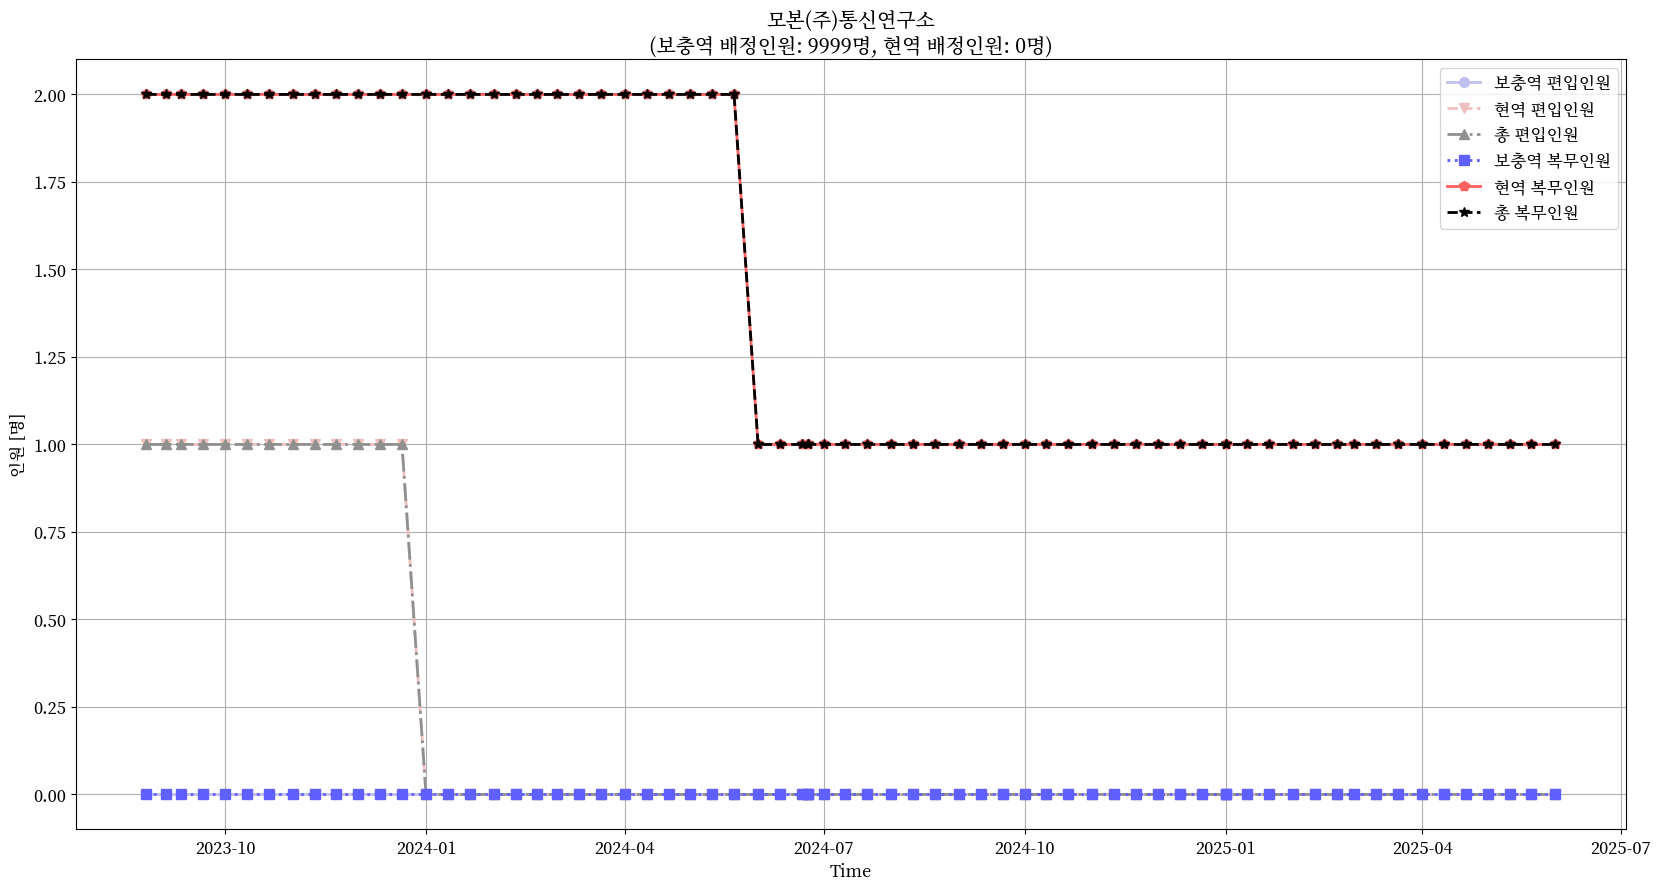 모본(주)통신연구소
(보충역 배정인원: 9999명, 현역 배정인원: 0명)
보충역 편입인원
현역 편입인원
총 편입인원
보충역 복무인원
현역 복무인원
총 복무인원
2.00
1.75
1.50
1.25
1.00
0.75
0.50
0.25
0.00
인원 [명]
2023-10
2024-01
2024-04
2024-07
2024-10
2025-01
2025-04
2025-07
Time